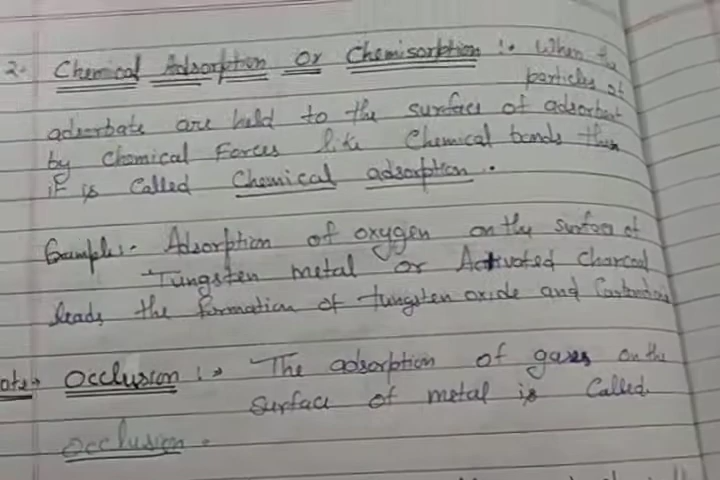 2. Chemical Adsorption Or Chemisorption :- When the
particles of
adsorbate are held to the surface of adsorbent
by Chemical Forces like Chemical bonds then
it is Called Chemical adsorption.
Example:- Adsorption of oxygen on the surface of
Tungsten metal or Activated Charcoal
leads the formation of tungsten oxide and
ote:→ Occlusion :→ The adsorption of gases on the
surface of metal is Called
occlusion.